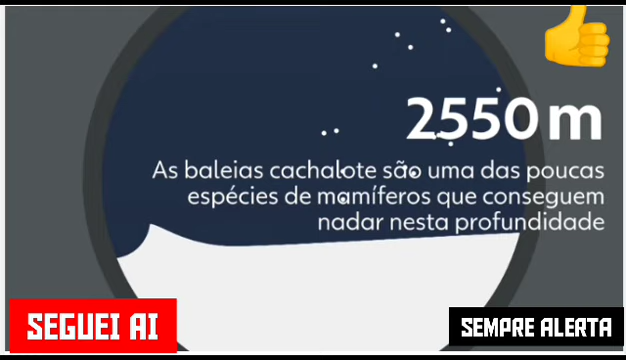 2550 m
As baleias cachalote são uma das poucas
espécies de mamíferos que conseguem
nadar nesta profundidade
SEGUEI AI
SEMPRE ALERTA